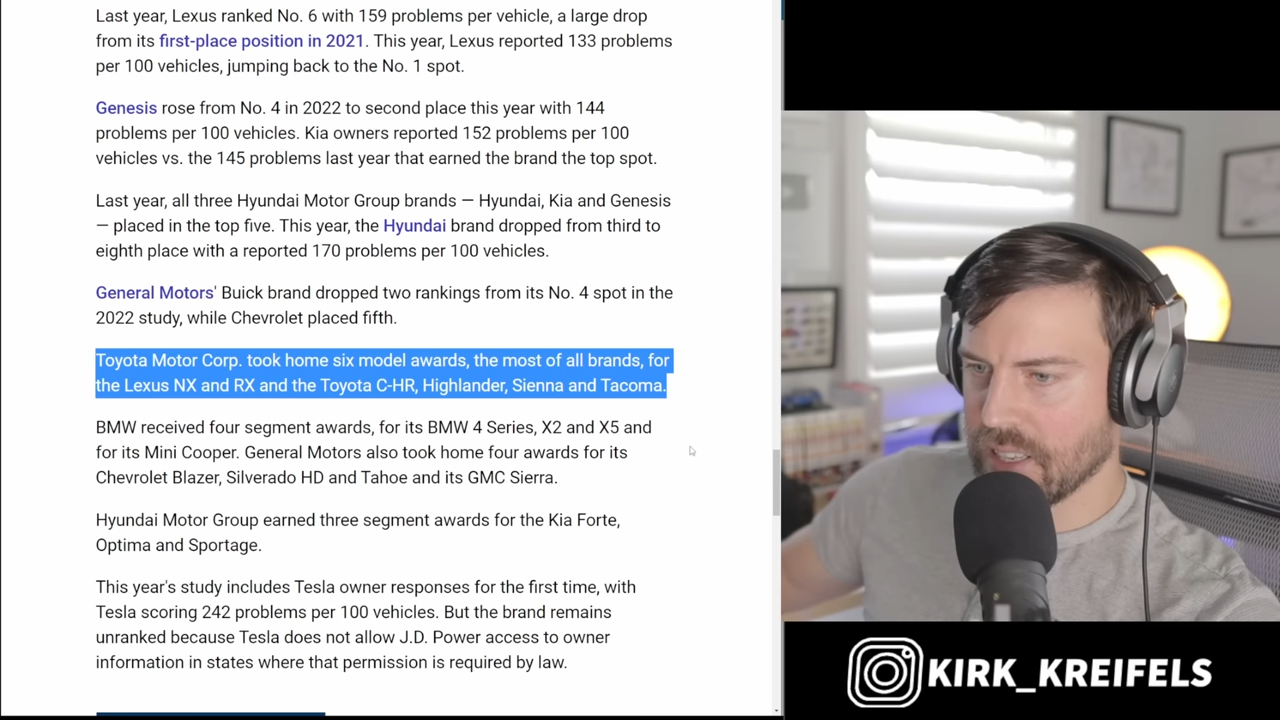 Last year, Lexus ranked No. 6 with 159 problems per vehicle, a large drop
from its first-place position in 2021. This year, Lexus reported 133 problems
per 100 vehicles, jumping back to the No. 1 spot.
Genesis rose from No. 4 in 2022 to second place this year with 144
problems per 100 vehicles. Kia owners reported 152 problems per 100
vehicles vs. the 145 problems last year that earned the brand the top spot.
Last year, all three Hyundai Motor Group brands — Hyundai, Kia and Genesis
— placed in the top five. This year, the Hyundai brand dropped from third to
eighth place with a reported 170 problems per 100 vehicles.
General Motors' Buick brand dropped two rankings from its No. 4 spot in the
2022 study, while Chevrolet placed fifth.
Toyota Motor Corp. took home six model awards, the most of all brands, for
the Lexus NX and RX and the Toyota C-HR, Highlander, Sienna and Tacoma.
BMW received four segment awards, for its BMW 4 Series, X2 and X5 and
for its Mini Cooper. General Motors also took home four awards for its
Chevrolet Blazer, Silverado HD and Tahoe and its GMC Sierra.
Hyundai Motor Group earned three segment awards for the Kia Forte,
Optima and Sportage.
This year's study includes Tesla owner responses for the first time, with
Tesla scoring 242 problems per 100 vehicles. But the brand remains
unranked because Tesla does not allow J.D. Power access to owner
information in states where that permission is required by law.
KIRK_KREIFELS